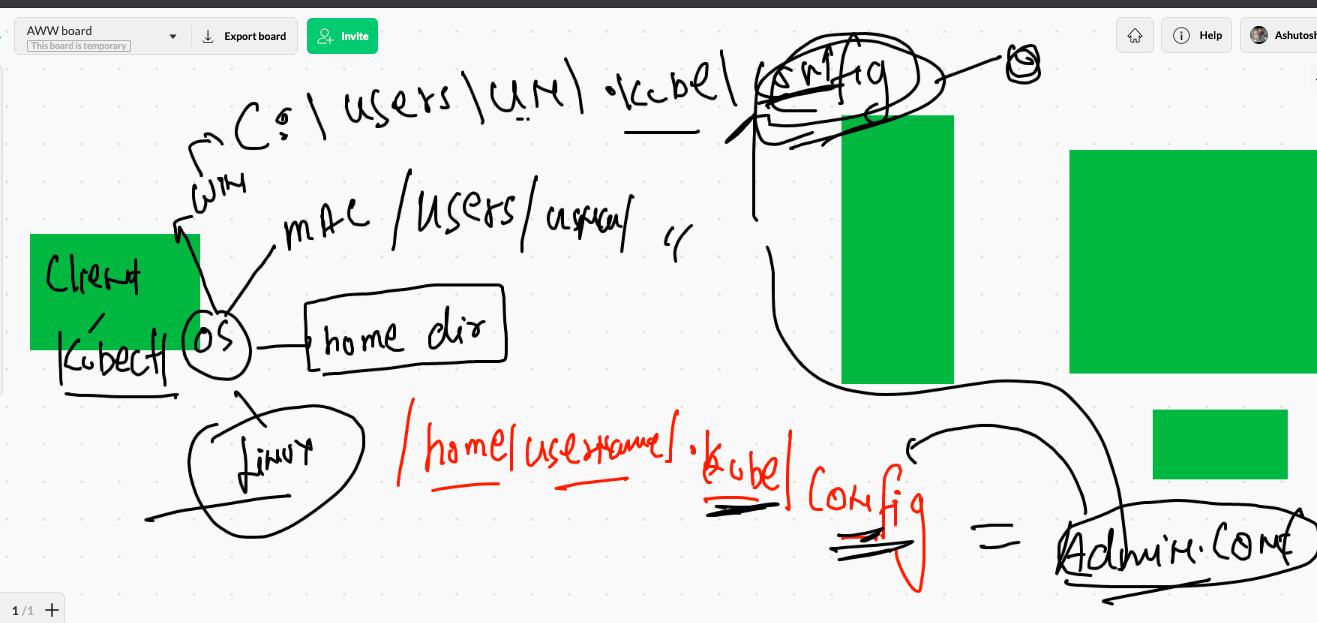 AWW board
This board is temporary
Export board
Invite
Help
Ashutosh
C:\users\UN\.kube\config
WIN
MAC /users/ "
Client
Kubectl
OS
home dir
Linux
/home/username/.kube/config = Admin.conf
1/1